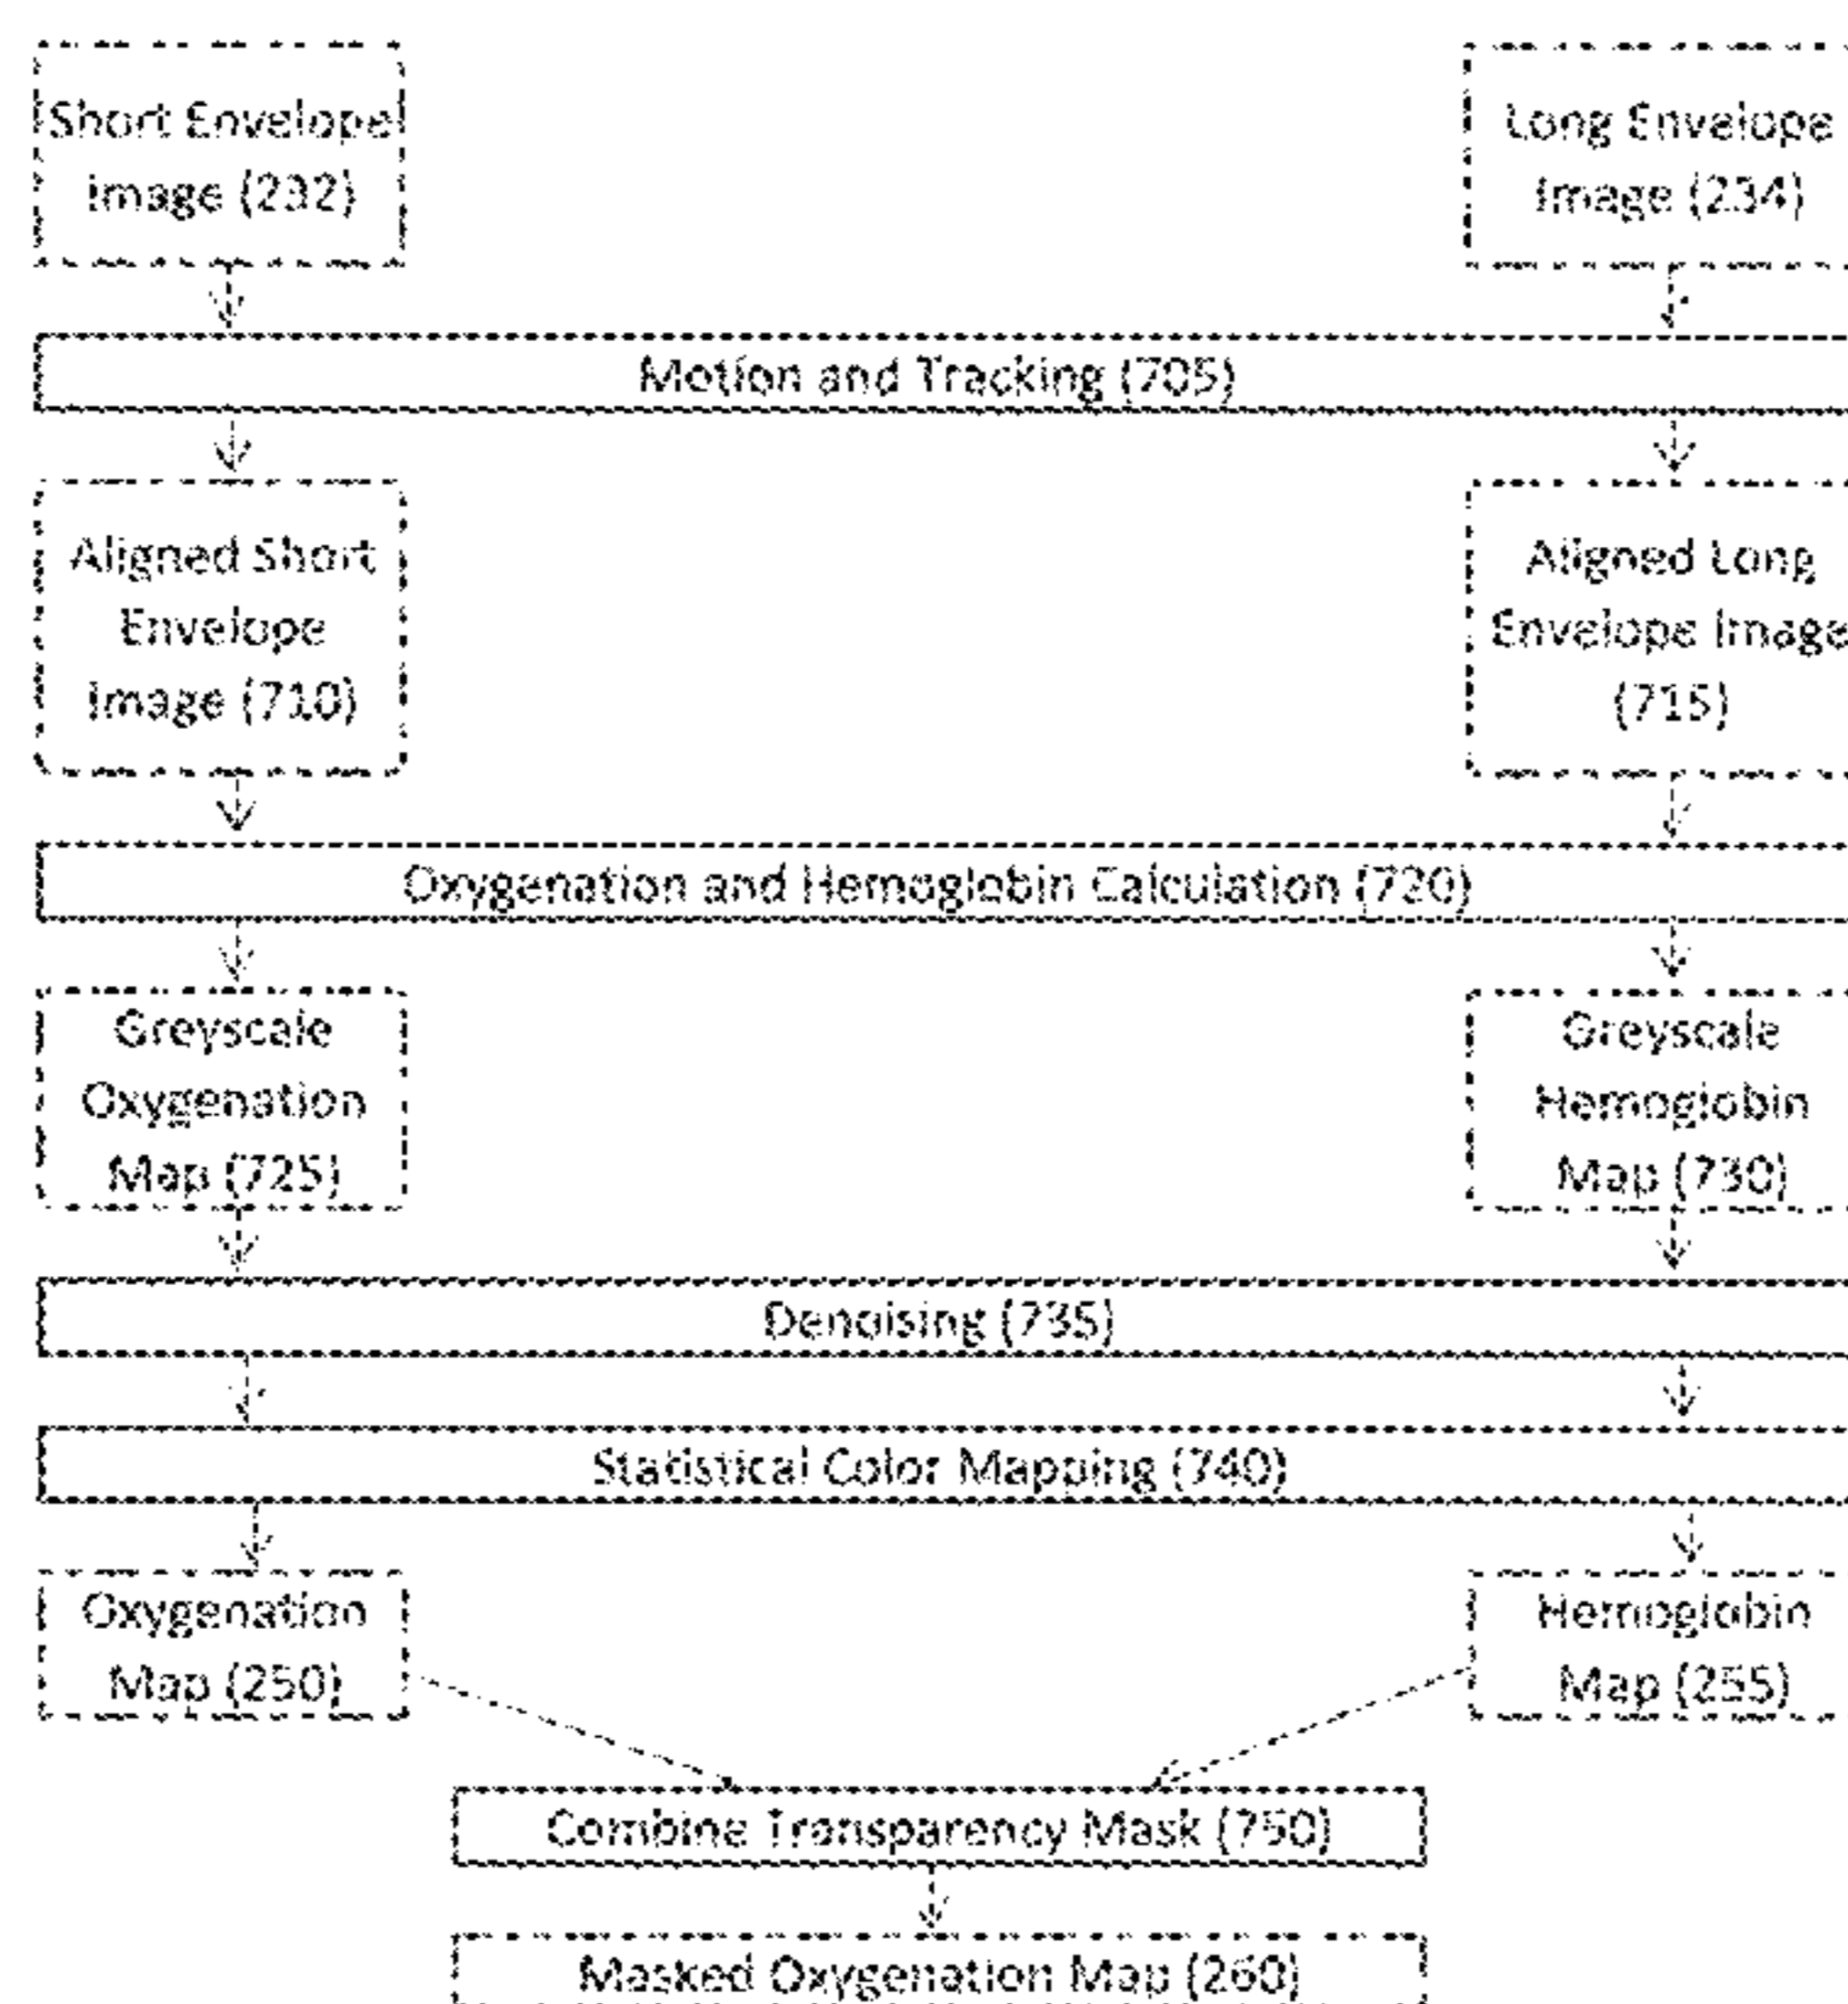 Short Envelope
Image (232)
Long Envelope
Image (234)
Motion and Tracking (705)
Aligned Short
Envelope
Image (710)
Aligned Long
Envelope Image
(715)
Oxygenation and Hemoglobin Calculation (720)
Greyscale
Oxygenation
Map (725)
Greyscale
Hemoglobin
Map (730)
Denoising (735)
Statistical Color Mapping (740)
Oxygenation
Map (250)
Hemoglobin
Map (255)
Combine Transparency Mask (750)
Masked Oxygenation Map (260)